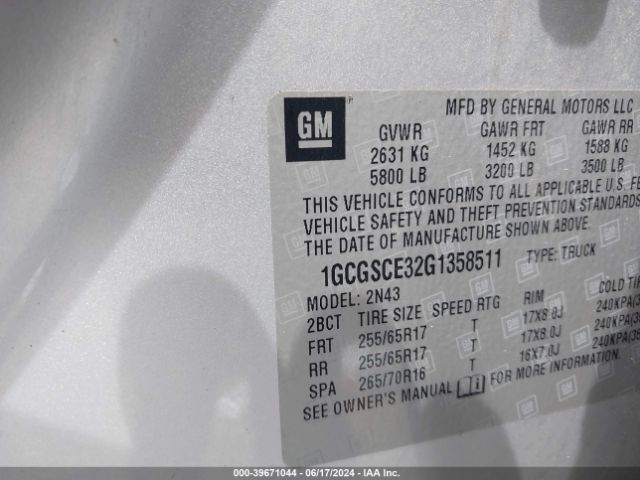 GM
MFD BY GENERAL MOTORS LLC
GVWR GAWR FRT GAWR RR
2631 KG 1452 KG 1588 KG
5800 LB 3200 LB 3500 LB
THIS VEHICLE CONFORMS TO ALL APPLICABLE U.S. FE
VEHICLE SAFETY AND THEFT PREVENTION STANDARDS
THE DATE OF MANUFACTURE SHOWN ABOVE.
1GCGSCE32G1358511 TYPE: TRUCK
MODEL: 2N43
2BCT TIRE SIZE SPEED RTG RIM COLD TIR
FRT 255/65R17 T 17X8.0J 240KPA(35
RR 255/65R17 T 17X8.0J 240KPA(35
SPA 265/70R16 T 16X7.0J 240KPA(35
SEE OWNER'S MANUAL FOR MORE INFORMATION.
000-39671044 / 06/17/2024 - IAA Inc.